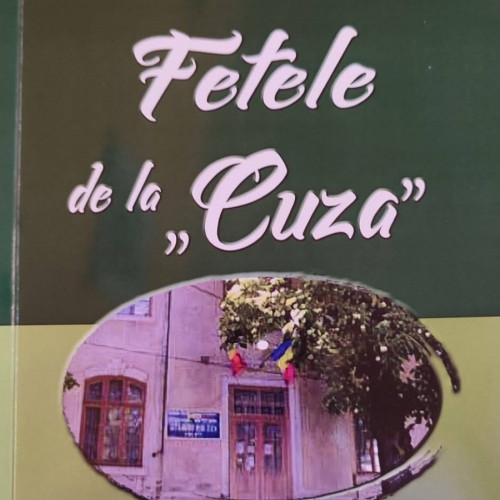 Fetele
de la „Cuza”